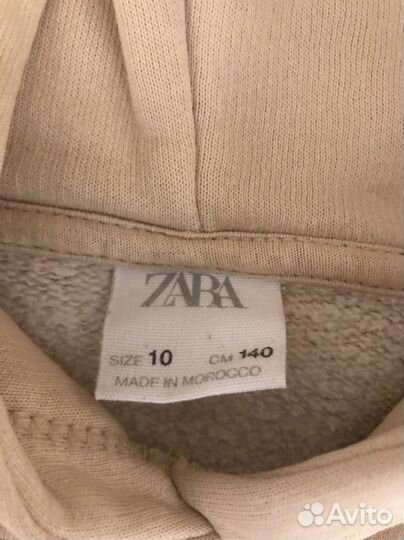 ZARA
SIZE 10 CM 140
MADE IN MOROCCO
Avito